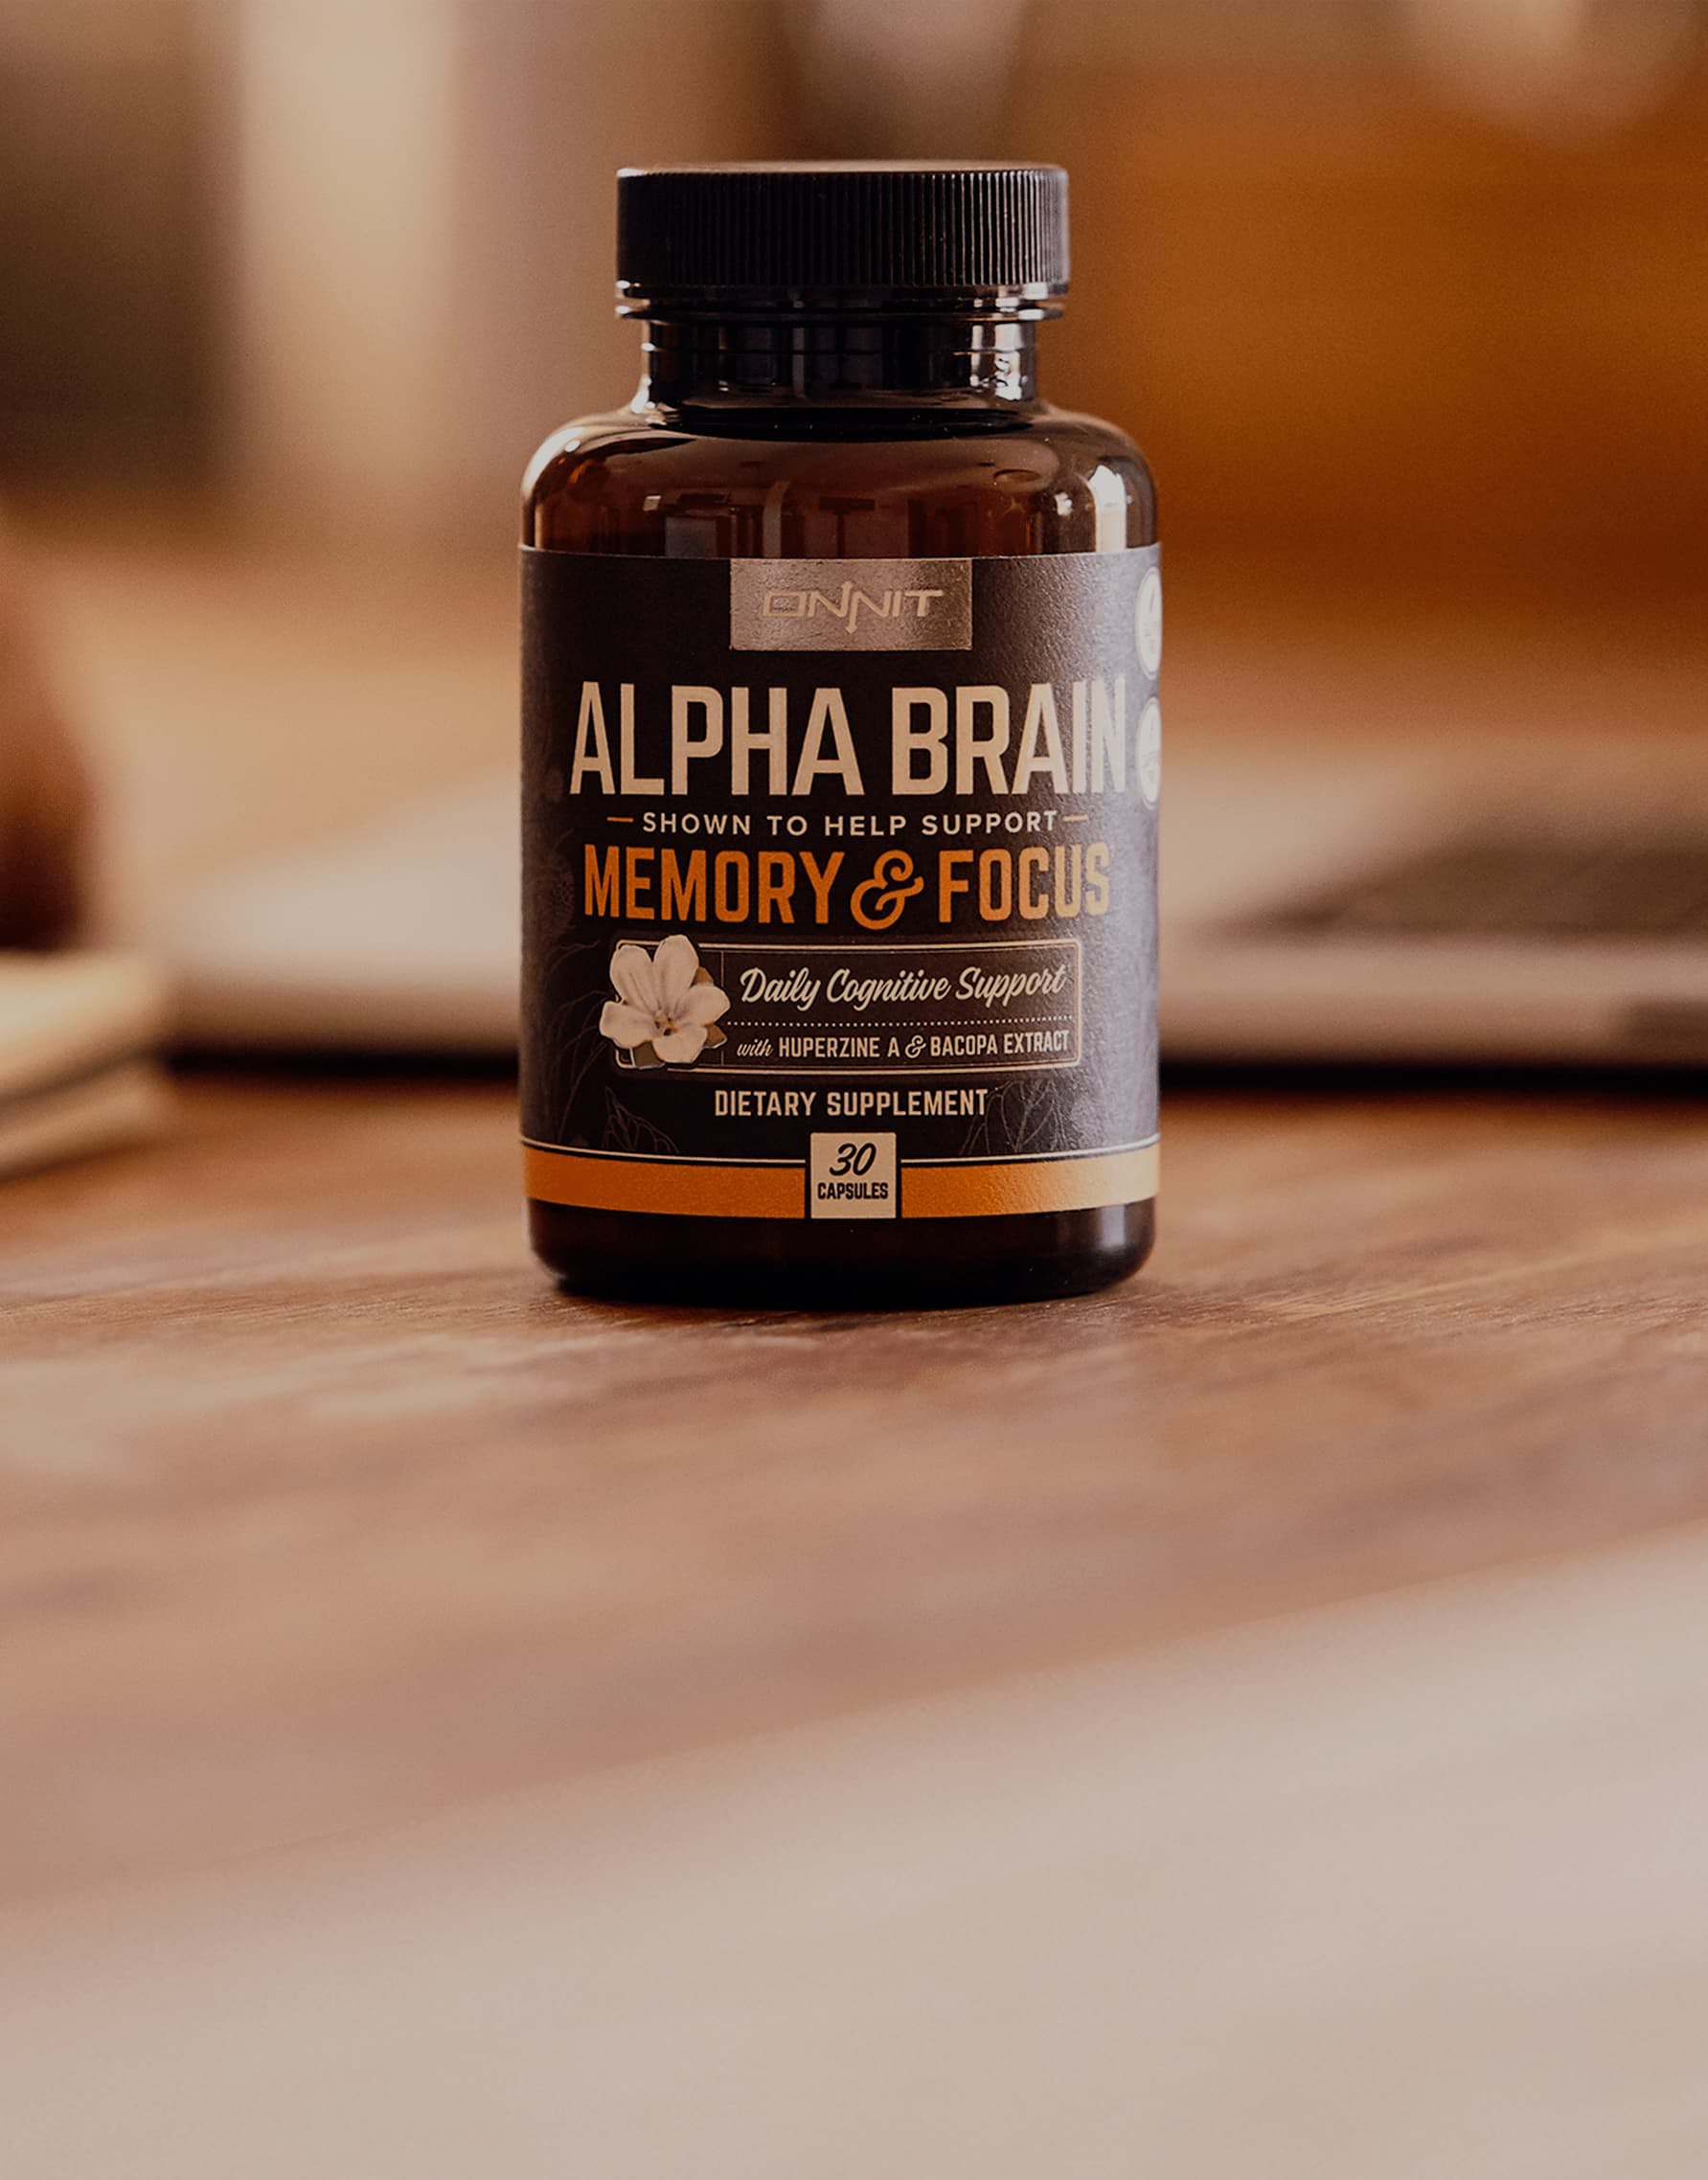 ONNIT
ALPHA BRAIN
SHOWN TO HELP SUPPORT
MEMORY & FOCUS
Daily Cognitive Support
with HUPERZINE A & BACOPA EXTRACT
DIETARY SUPPLEMENT
30
CAPSULES